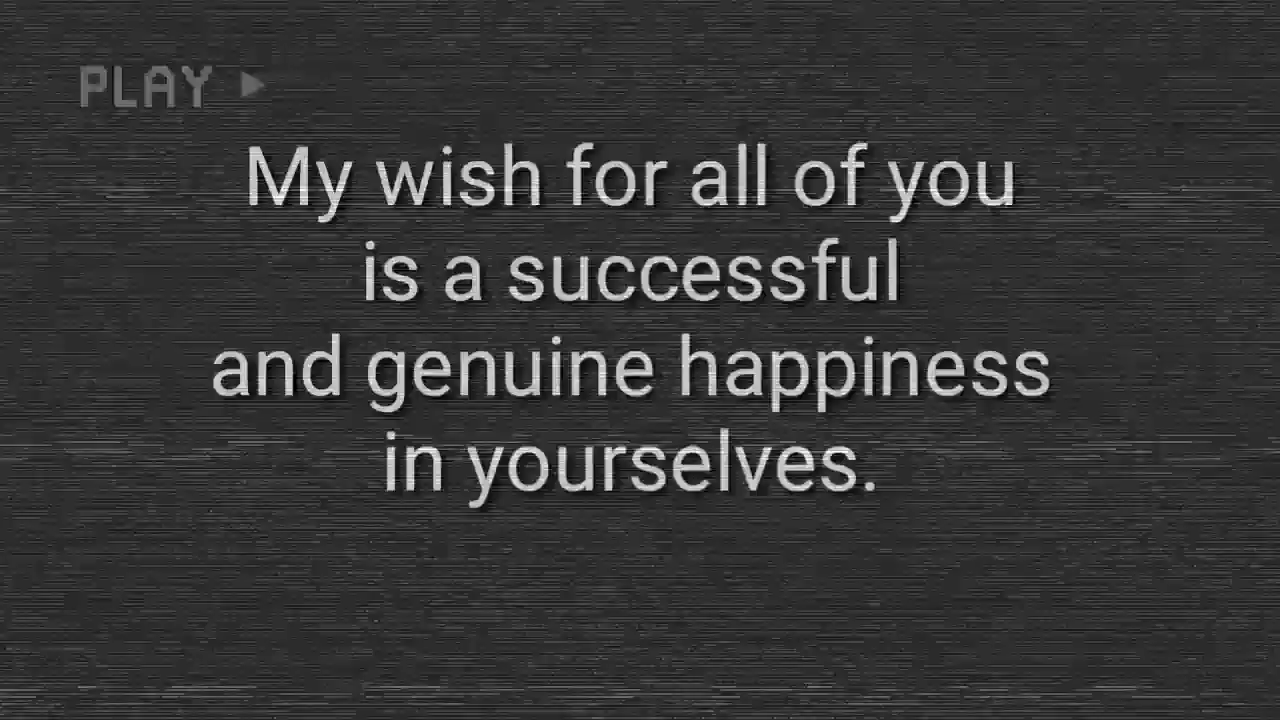 PLAY
My wish for all of you
is a successful
and genuine happiness
in yourselves.